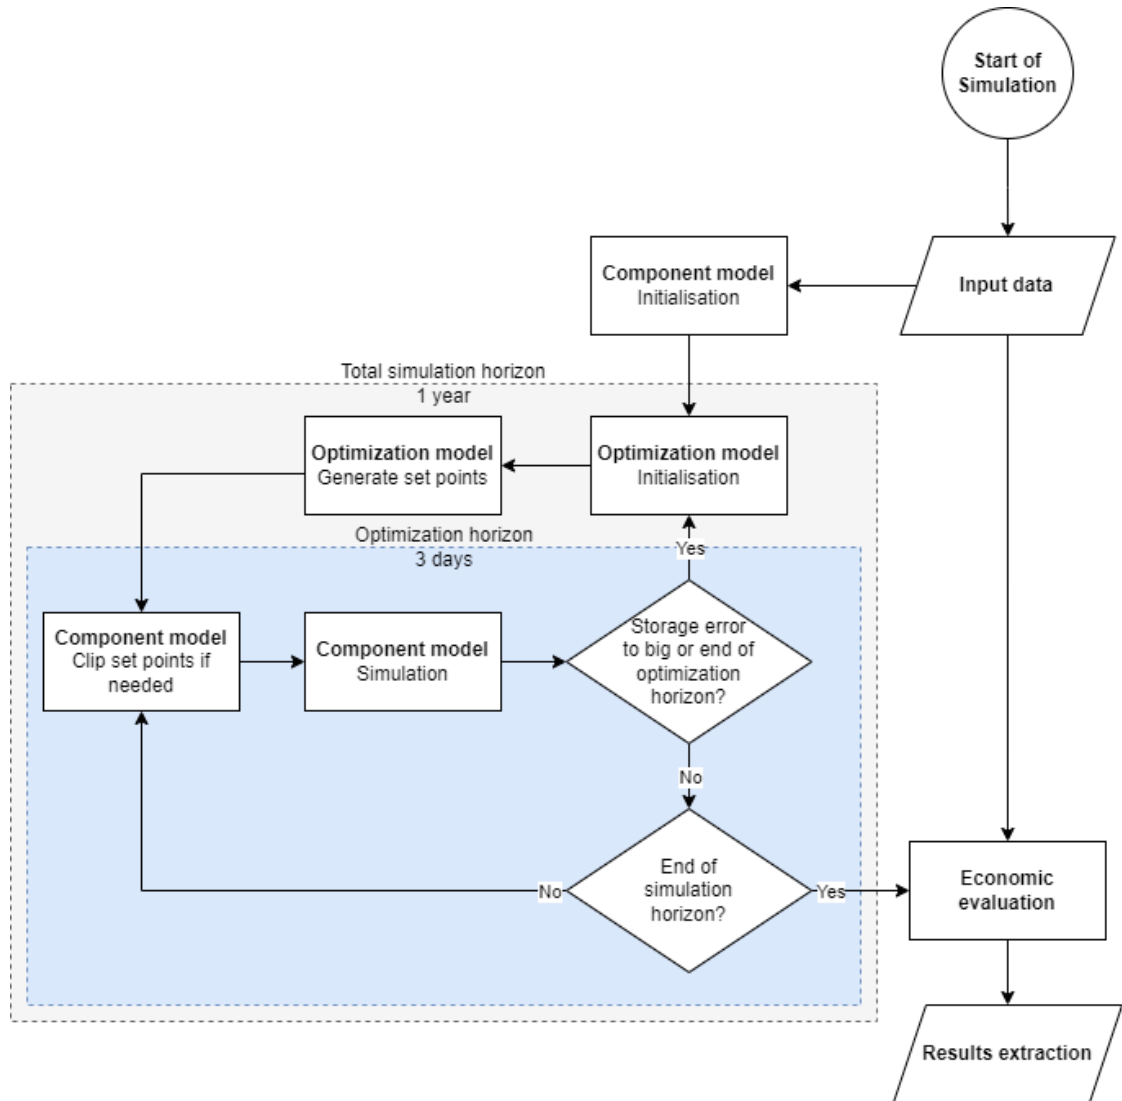 Start of
Simulation
Input data
Component model
Initialisation
Total simulation horizon
1 year
Optimization model
Initialisation
Optimization model
Generate set points
Optimization horizon
3 days
Component model
Clip set points if
needed
Component model
Simulation
Storage error
to big or end of
optimization
horizon?
Yes
No
End of
simulation
horizon?
No
Yes
Economic
evaluation
Results extraction